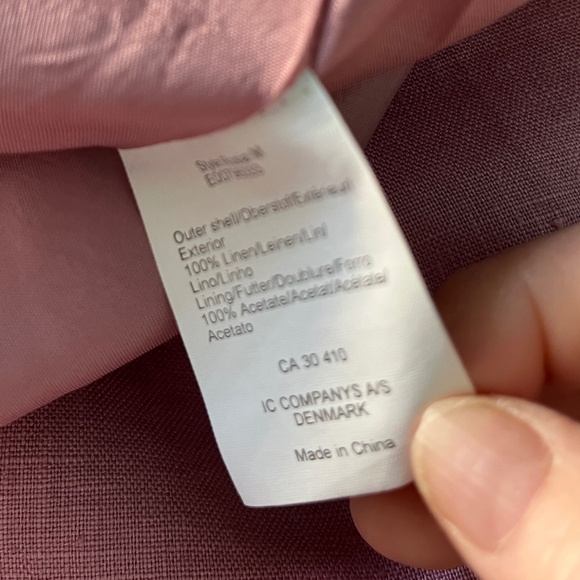 Outer shell/Oberstof/Extérieur/
Exterior
100% Linen/Leinen/Lin/
Lino/Linho
Lining/Futter/Doublure/Forro
100% Acetate/Acetat/Acétate/
Acetato
CA 30 410
IC COMPANYS A/S
DENMARK
Made in China